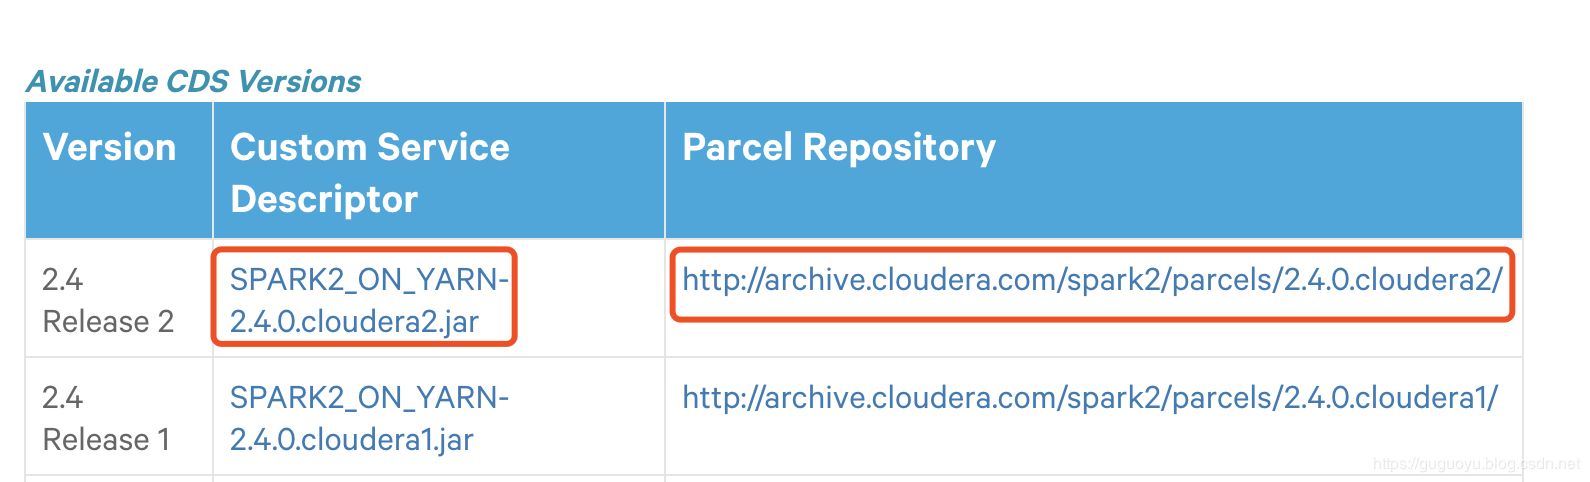 Available CDS Versions
Version
Custom Service
Descriptor
Parcel Repository
2.4
Release 2
SPARK2_ON_YARN-
2.4.0.cloudera2.jar
http://archive.cloudera.com/spark2/parcels/2.4.0.cloudera2/
2.4
Release 1
SPARK2_ON_YARN-
2.4.0.cloudera1.jar
http://archive.cloudera.com/spark2/parcels/2.4.0.cloudera1/
https://guguoyu.blog.csdn.net